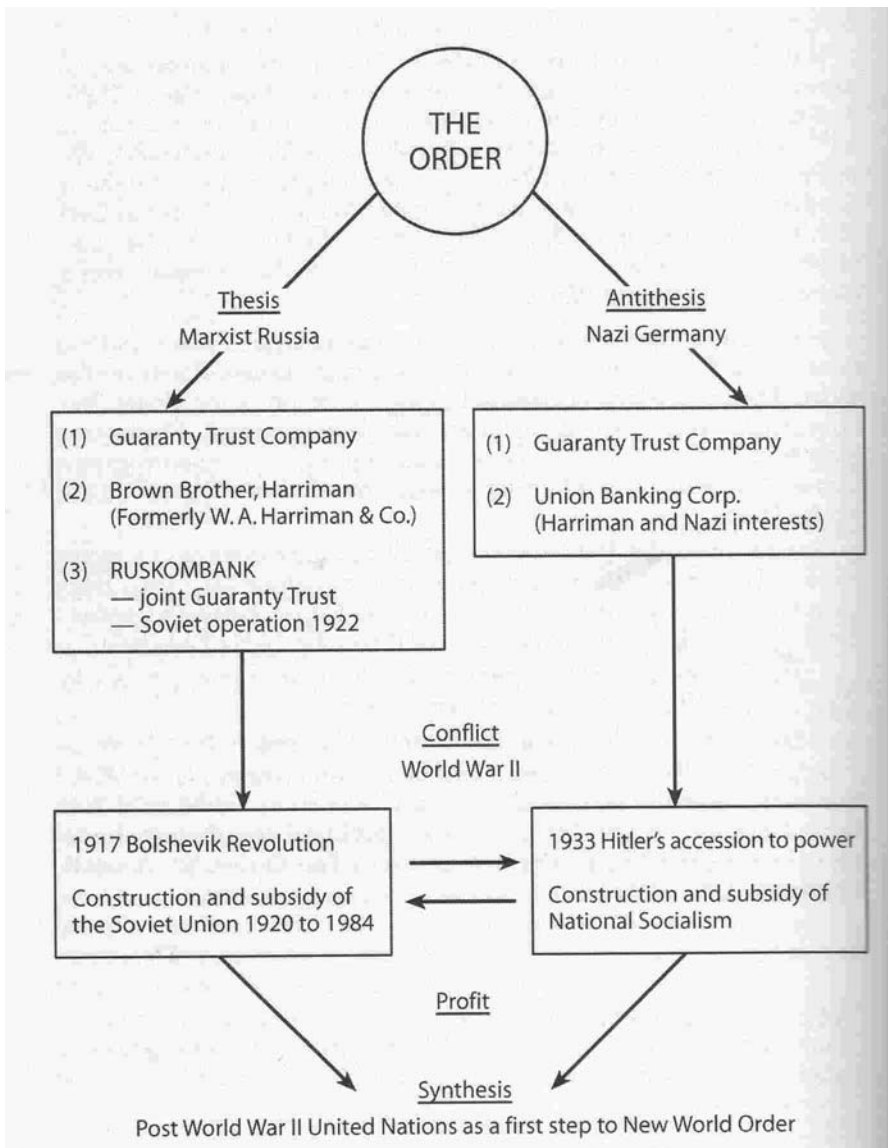 THE
ORDER
Thesis
Marxist Russia
Antithesis
Nazi Germany
(1) Guaranty Trust Company
(2) Brown Brother, Harriman
(Formerly W. A. Harriman & Co.)
(3) RUSKOMBANK
— joint Guaranty Trust
— Soviet operation 1922
(1) Guaranty Trust Company
(2) Union Banking Corp.
(Harriman and Nazi interests)
Conflict
World War II
1917 Bolshevik Revolution
Construction and subsidy of
the Soviet Union 1920 to 1984
1933 Hitler's accession to power
Construction and subsidy of
National Socialism
Profit
Synthesis
Post World War II United Nations as a first step to New World Order